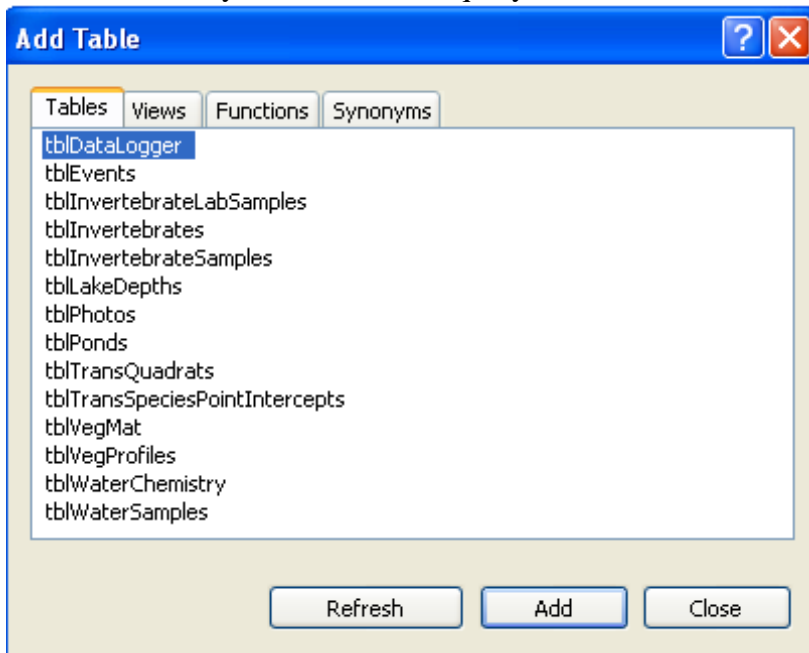 Add Table
Tables Views Functions Synonyms
tblDataLogger
tblEvents
tblInvertebrateLabSamples
tblInvertebrates
tblInvertebrateSamples
tblLakeDepths
tblPhotos
tblPonds
tblTransQuadrats
tblTransSpeciesPointIntercepts
tblVegMat
tblVegProfiles
tblWaterChemistry
tblWaterSamples
Refresh Add Close